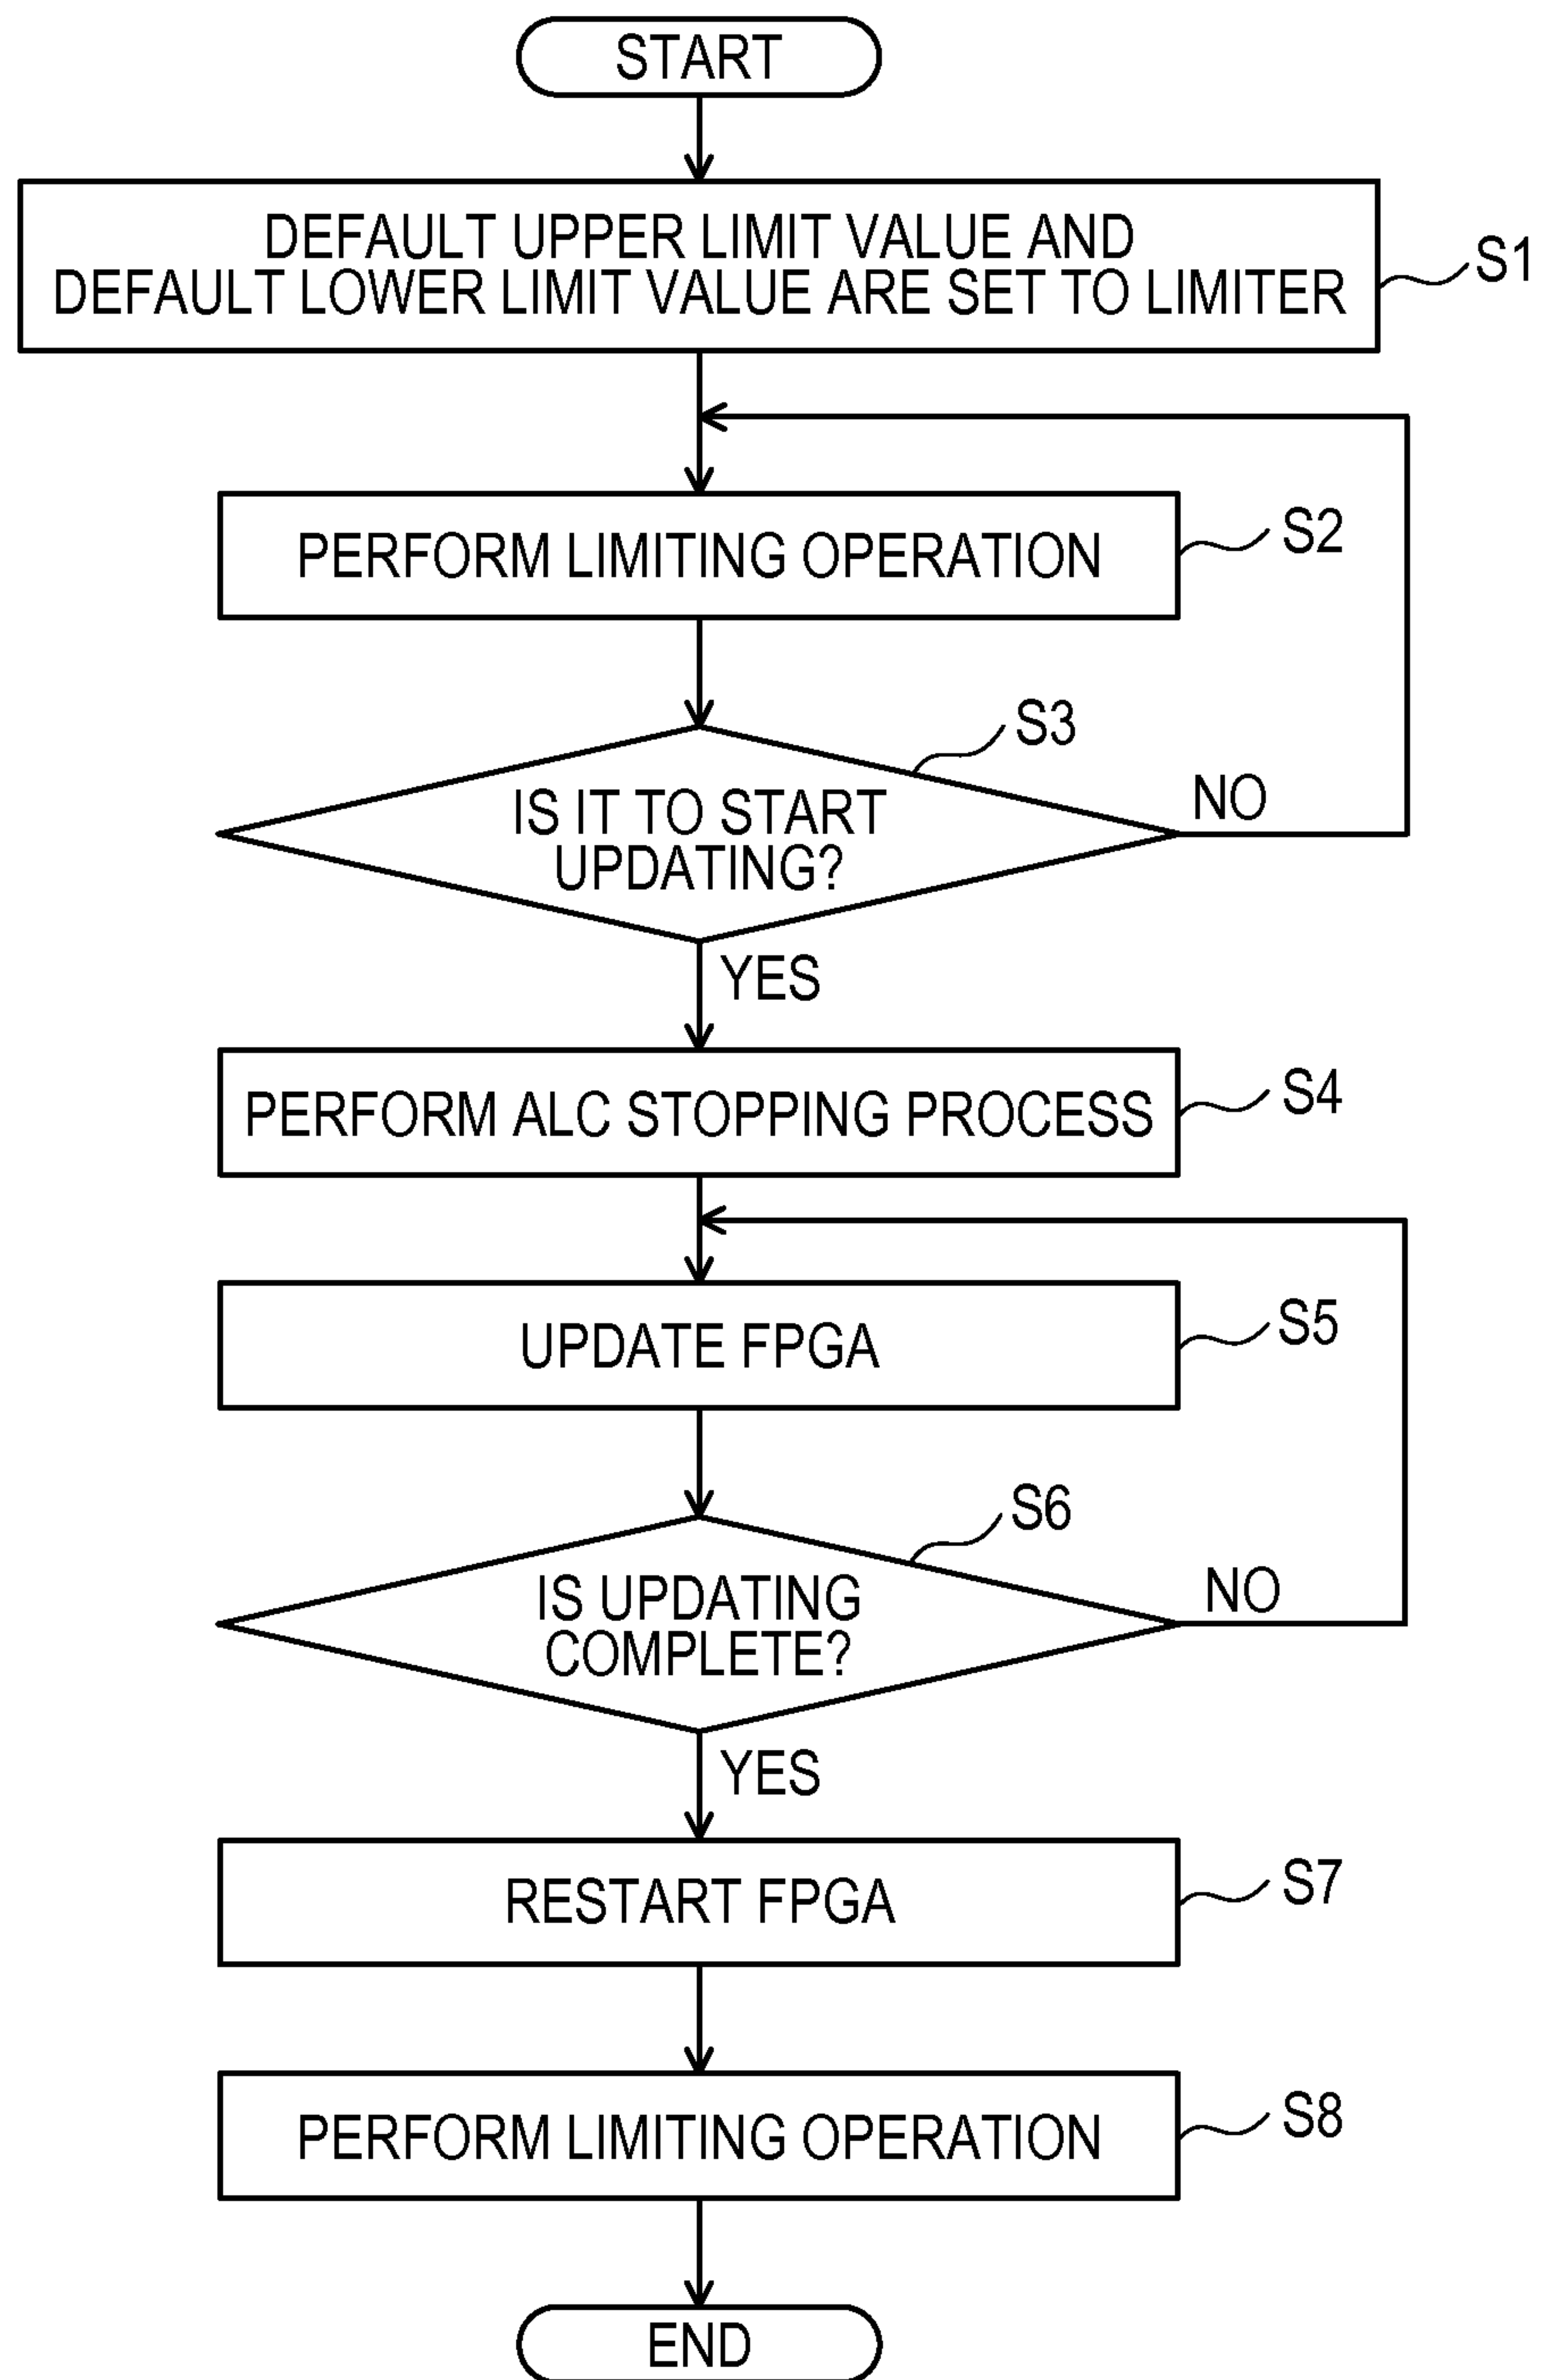 START
DEFAULT UPPER LIMIT VALUE AND
DEFAULT LOWER LIMIT VALUE ARE SET TO LIMITER
S1
PERFORM LIMITING OPERATION
S2
S3
IS IT TO START
UPDATING?
NO
YES
PERFORM ALC STOPPING PROCESS
S4
UPDATE FPGA
S5
S6
IS UPDATING
COMPLETE?
NO
YES
RESTART FPGA
S7
PERFORM LIMITING OPERATION
S8
END